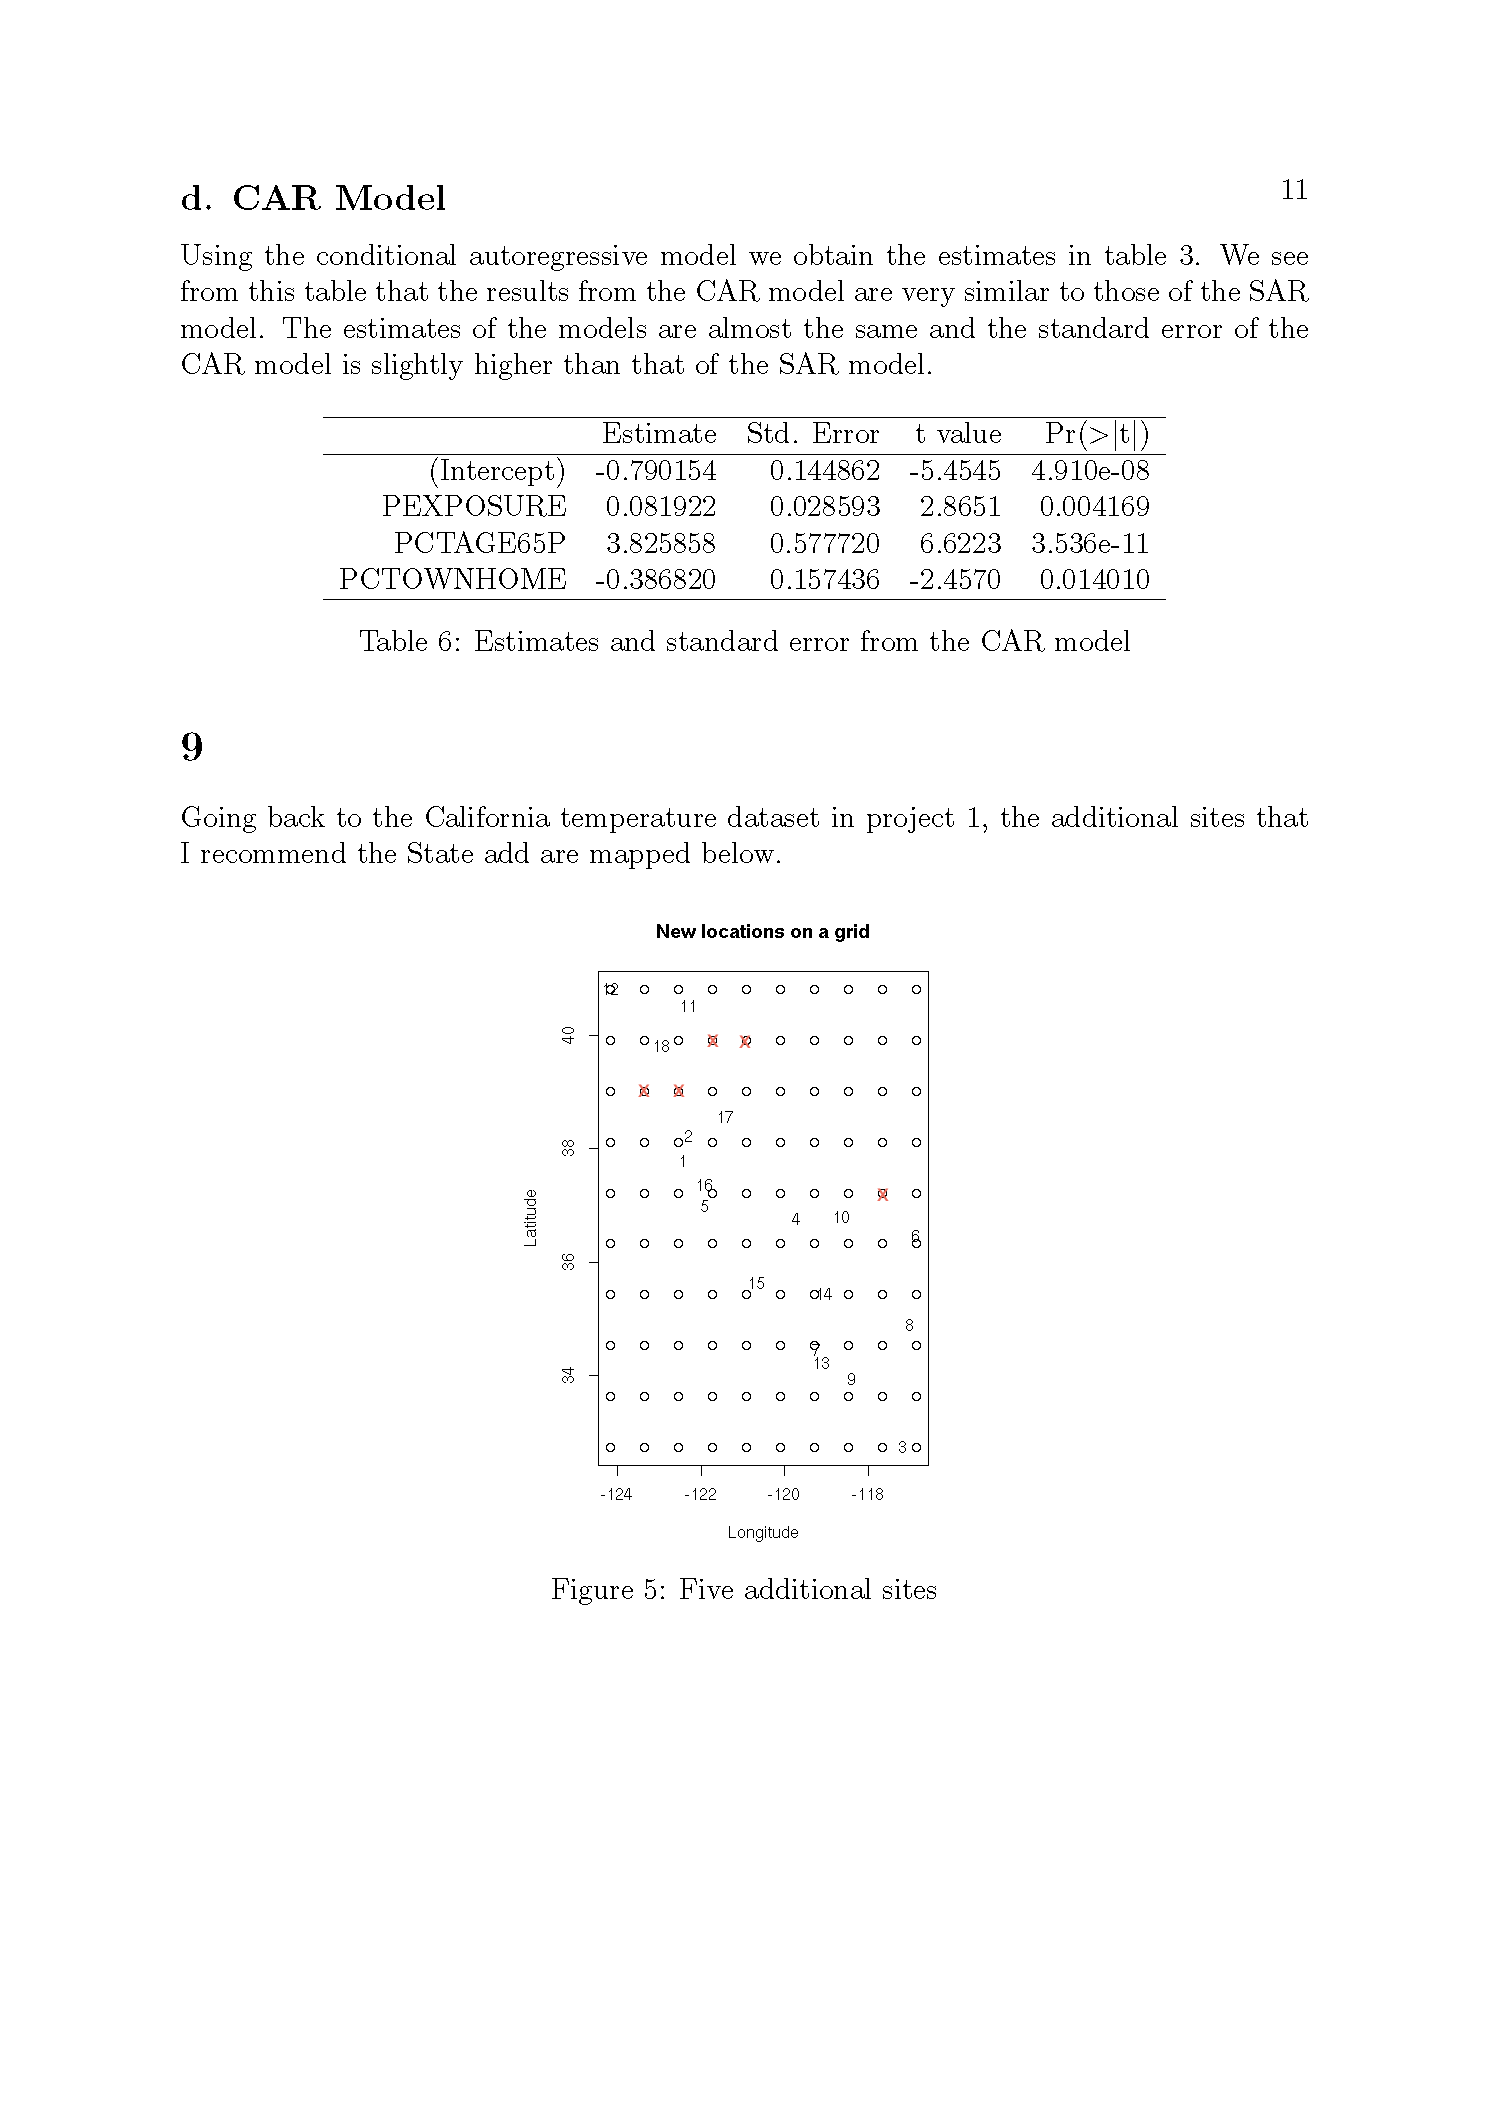 d. CAR Model
11
Using the conditional autoregressive model we obtain the estimates in table 3. We see
from this table that the results from the CAR model are very similar to those of the SAR
model. The estimates of the models are almost the same and the standard error of the
CAR model is slightly higher than that of the SAR model.
Estimate Std. Error t value Pr(>|t|)
(Intercept) -0.790154 0.144862 -5.4545 4.910e-08
PEXPOSURE 0.081922 0.028593 2.8651 0.004169
PCTAGE65P 3.825858 0.577720 6.6223 3.536e-11
PCTOWNHOME -0.386820 0.157436 -2.4570 0.014010
Table 6: Estimates and standard error from the CAR model
9
Going back to the California temperature dataset in project 1, the additional sites that
I recommend the State add are mapped below.
New locations on a grid
12
11
40
18
17
2
38
1
16
5
4
10
Latitude
6
36
15
14
8
7
13
34
9
3
-124 -122 -120 -118
Longitude
Figure 5: Five additional sites